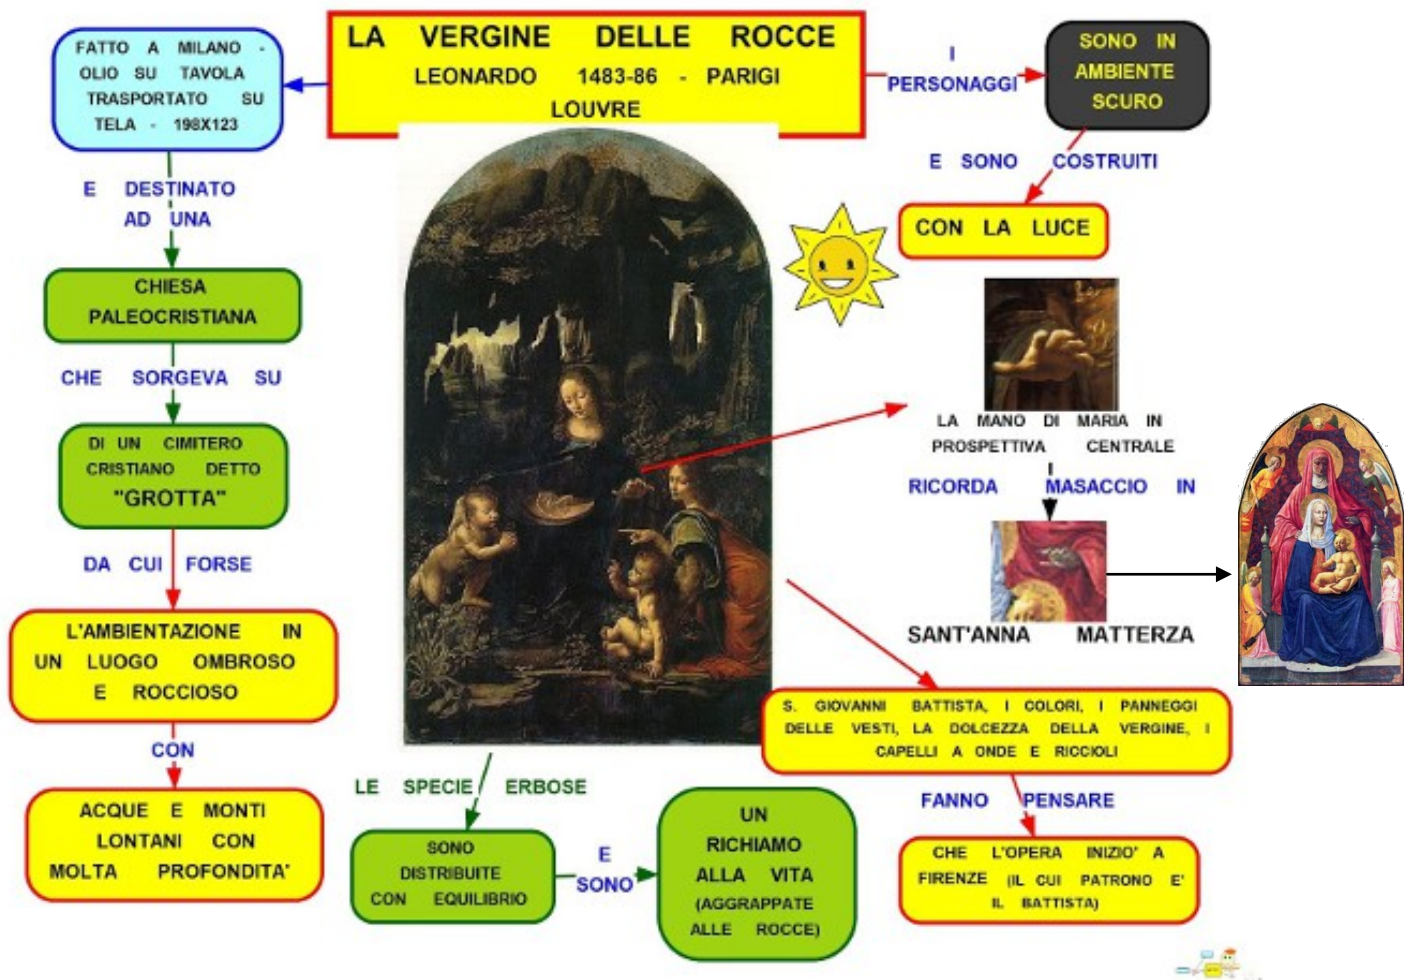 LA VERGINE DELLE ROCCE
LEONARDO 1483-86 - PARIGI
LOUVRE
FATTO A MILANO -
OLIO SU TAVOLA
TRASPORTATO SU
TELA - 198X123
E DESTINATO
AD UNA
CHIESA
PALEOCRISTIANA
CHE SORGEVA SU
DI UN CIMITERO
CRISTIANO DETTO
"GROTTA"
DA CUI FORSE
L'AMBIENTAZIONE IN
UN LUOGO OMBROSO
E ROCCIOSO
CON
ACQUE E MONTI
LONTANI CON
MOLTA PROFONDITA'
I
PERSONAGGI
SONO IN
AMBIENTE
SCURO
E SONO COSTRUITI
CON LA LUCE
LA MANO DI MARIA IN
PROSPETTIVA CENTRALE
RICORDA MASACCIO IN
SANT'ANNA MATTERZA
S. GIOVANNI BATTISTA, I COLORI, I PANNEGGI
DELLE VESTI, LA DOLCEZZA DELLA VERGINE, I
CAPELLI A ONDE E RICCIOLI
FANNO PENSARE
CHE L'OPERA INIZIO' A
FIRENZE (IL CUI PATRONO E'
IL BATTISTA)
LE SPECIE ERBOSE
SONO
DISTRIBUITE
CON EQUILIBRIO
E
SONO
UN
RICHIAMO
ALLA VITA
(AGGRAPPATE
ALLE ROCCE)